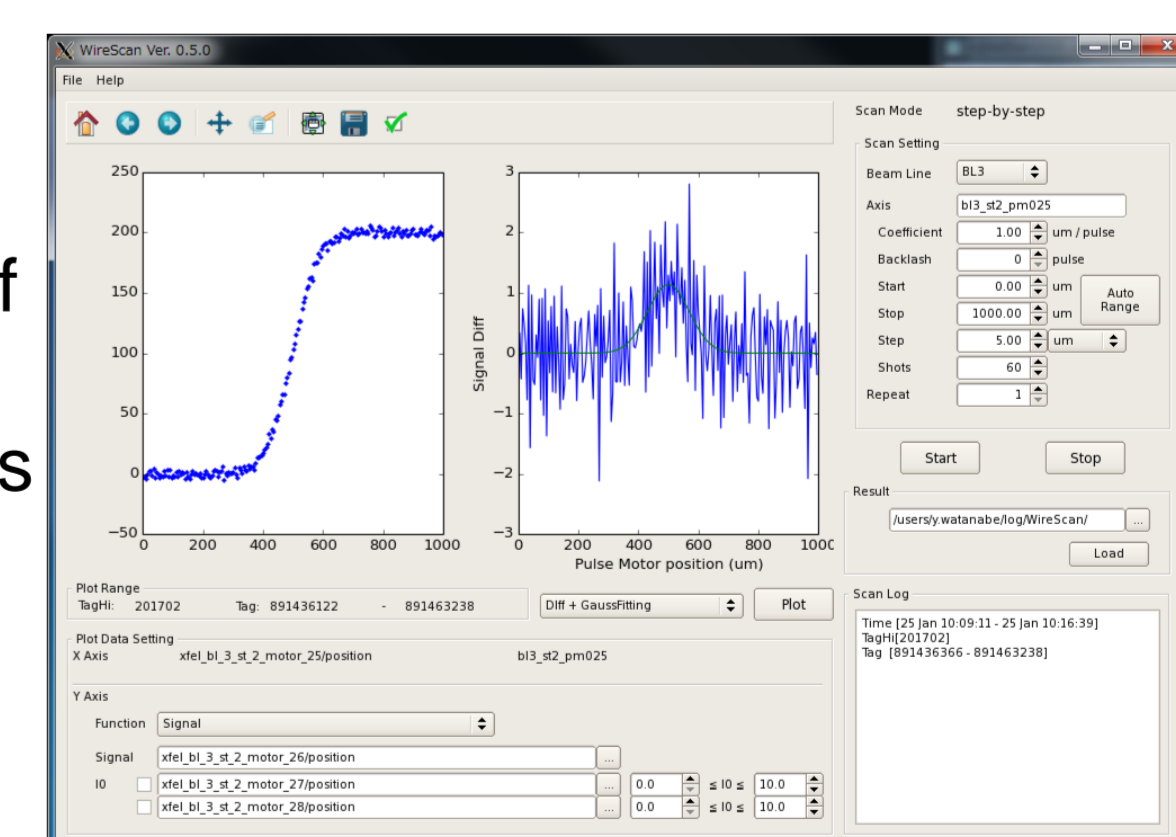 WireScan Ver. 0.5.0
File Help
f
s
250
200
150
100
50
0
−50
0 200 400 600 800 1000
3
2
1
0
−1
−2
−3
Signal Diff
0 200 400 600 800 1000
Pulse Motor position (um)
Plot Range
TagHi: 201702 Tag: 891436122 - 891463238
DIff + GaussFitting
Plot
Plot Data Setting
X Axis xfel_bl_3_st_2_motor_25/position bl3_st2_pm025
Y Axis
Function Signal
Signal xfel_bl_3_st_2_motor_26/position ...
I0 xfel_bl_3_st_2_motor_27/position ... 0.0 ≤ I0 ≤ 10.0
xfel_bl_3_st_2_motor_28/position ... 0.0 ≤ I0 ≤ 10.0
Scan Mode step-by-step
Scan Setting
Beam Line BL3
Axis bl3_st2_pm025
Coefficient 1.00 um / pulse
Backlash 0 pulse
Start 0.00 um
Stop 1000.00 um
Auto
Range
Step 5.00 um
Shots 60
Repeat 1
Start Stop
Result
/users/y.watanabe/log/WireScan/ ...
Load
Scan Log
Time [25 Jan 10:09:11 - 25 Jan 10:16:39]
TagHi[201702]
Tag [891436366 - 891463238]